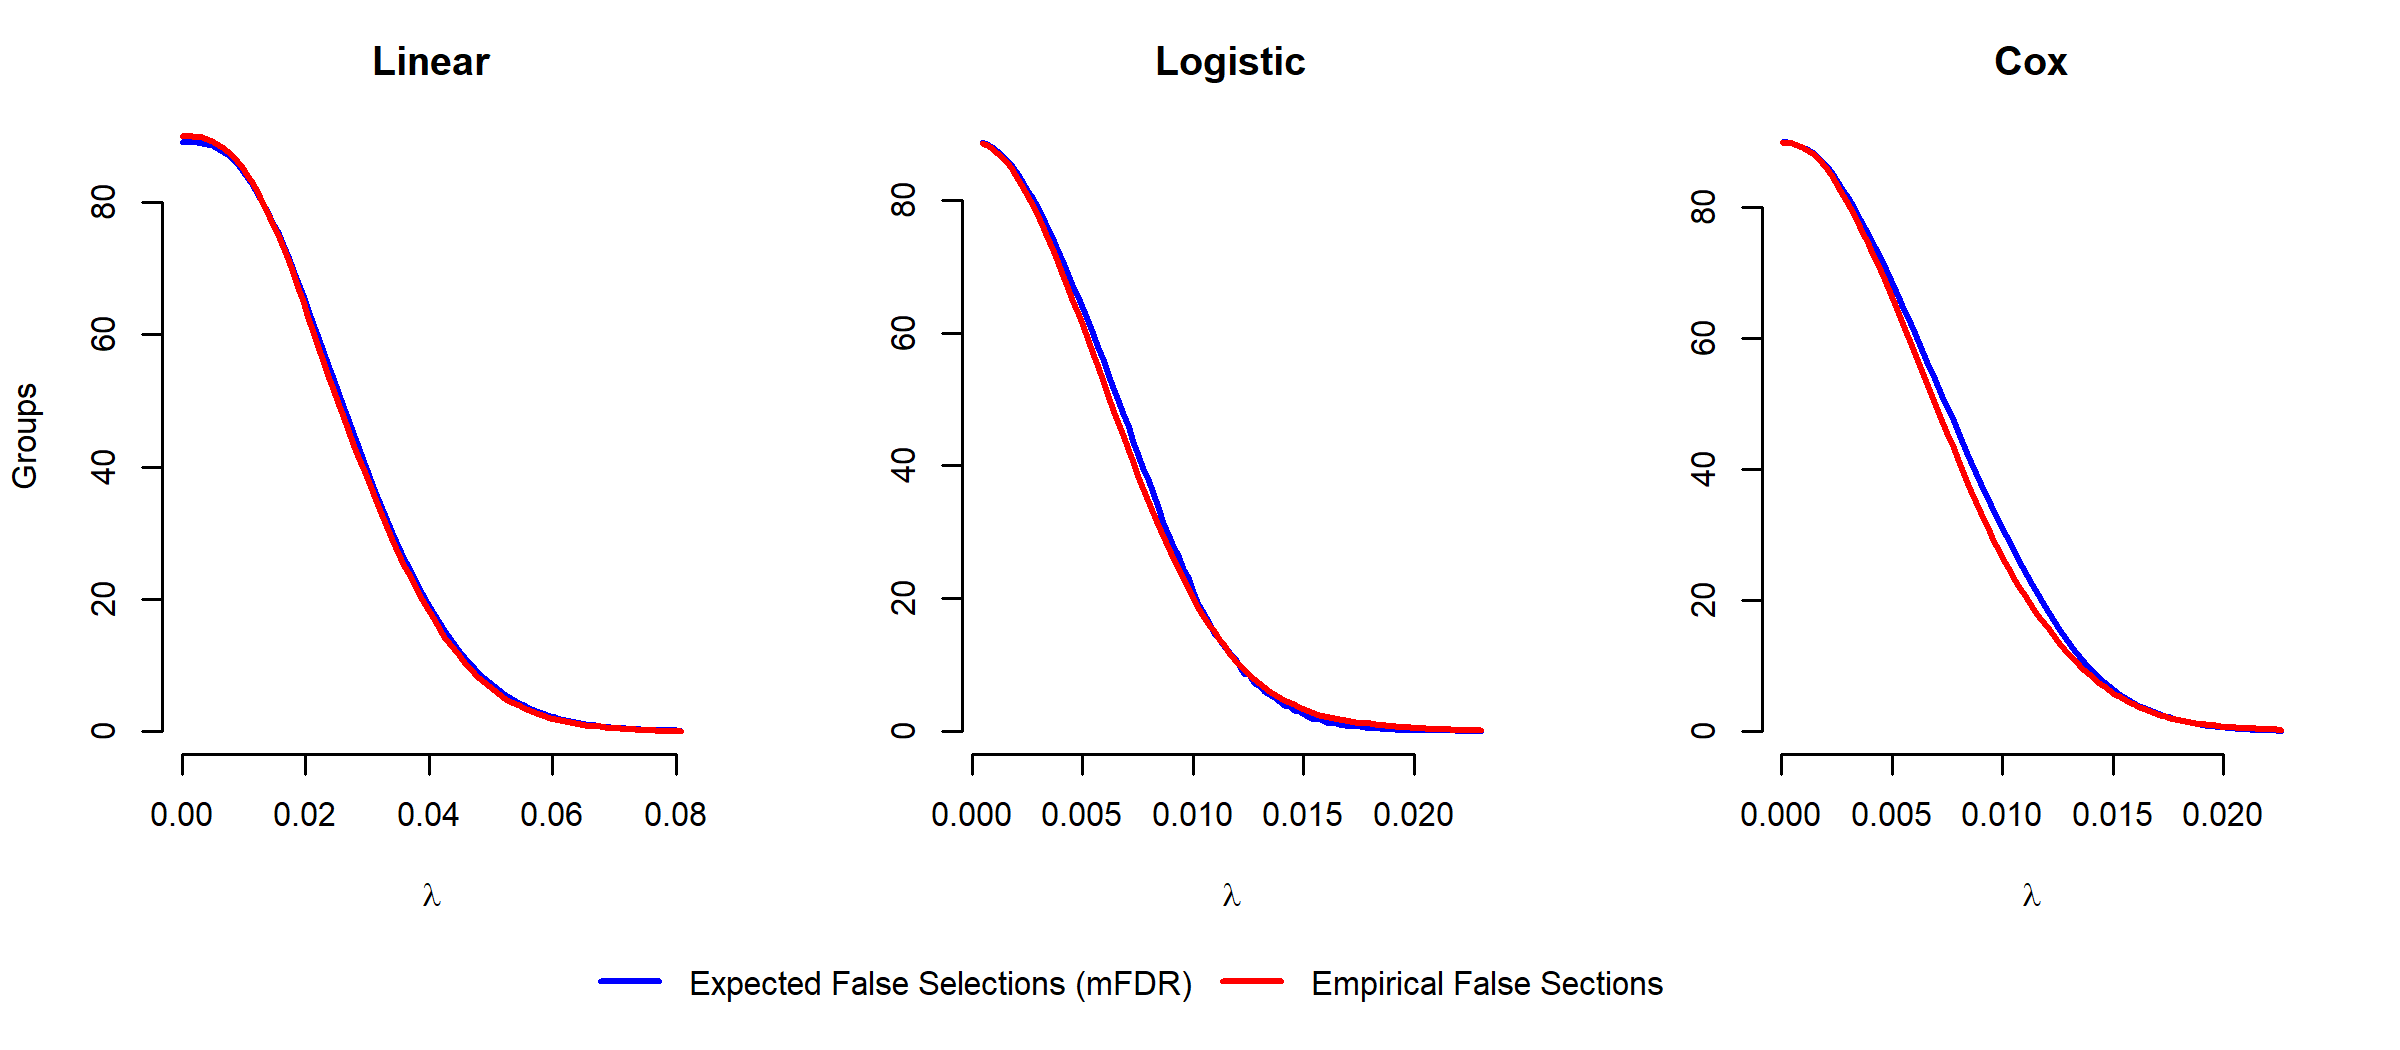 Linear
Logistic
Cox
Groups
0 20 40 60 80
0 20 40 60 80
0 20 40 60 80
0.00 0.02 0.04 0.06 0.08
0.000 0.005 0.010 0.015 0.020
0.000 0.005 0.010 0.015 0.020
λ
λ
λ
Expected False Selections (mFDR)
Empirical False Sections